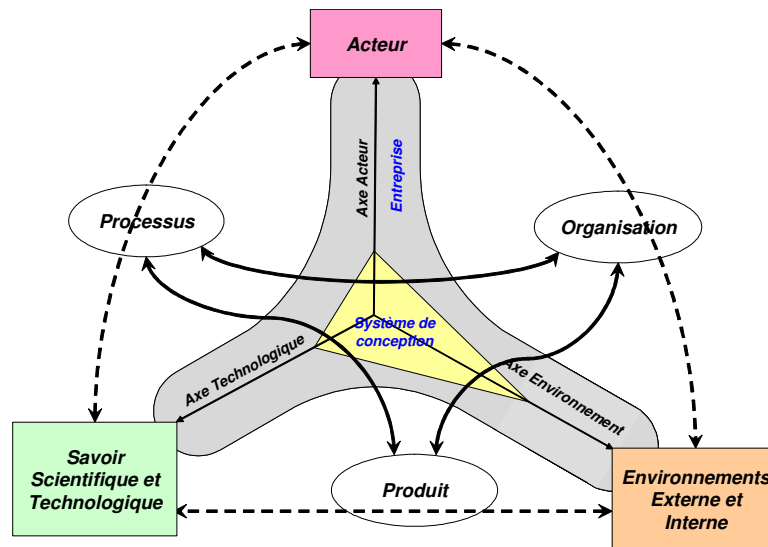 Acteur
Axe Acteur
Entreprise
Processus
Organisation
Système de
conception
Axe Technologique
Axe Environnement
Savoir
Scientifique et
Technologique
Produit
Environnements
Externe et
Interne